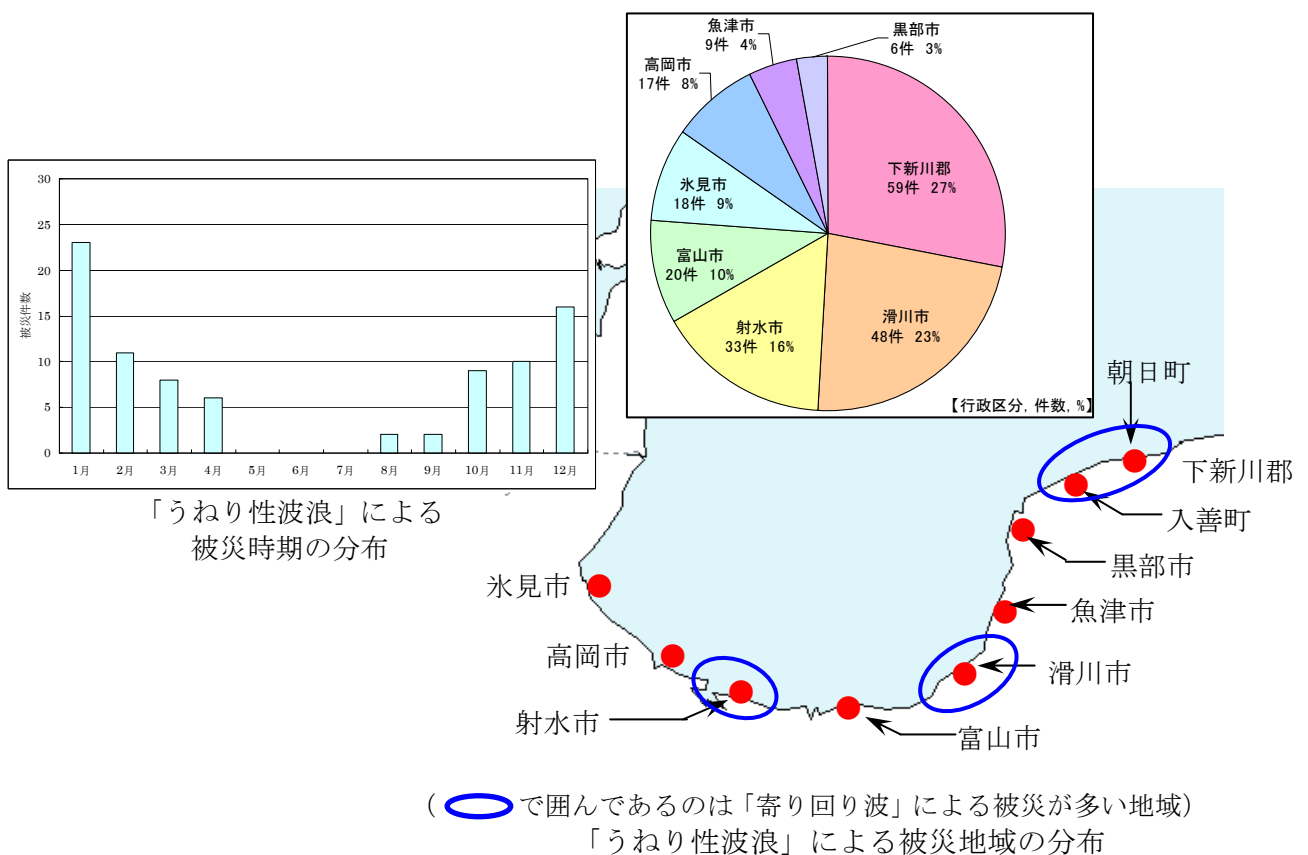 魚津市
9件 4%
黒部市
6件 3%
高岡市
17件 8%
下新川郡
59件 27%
氷見市
18件 9%
富山市
20件 10%
射水市
33件 16%
滑川市
48件 23%
【行政区分, 件数, %】
30
25
20
15
10
5
0
被災件数
1月 2月 3月 4月 5月 6月 7月 8月 9月 10月 11月 12月
「うねり性波浪」による
被災時期の分布
朝日町
下新川郡
入善町
黒部市
氷見市
魚津市
高岡市
滑川市
射水市
富山市
( で囲んであるのは「寄り回り波」による被災が多い地域)
「うねり性波浪」による被災地域の分布